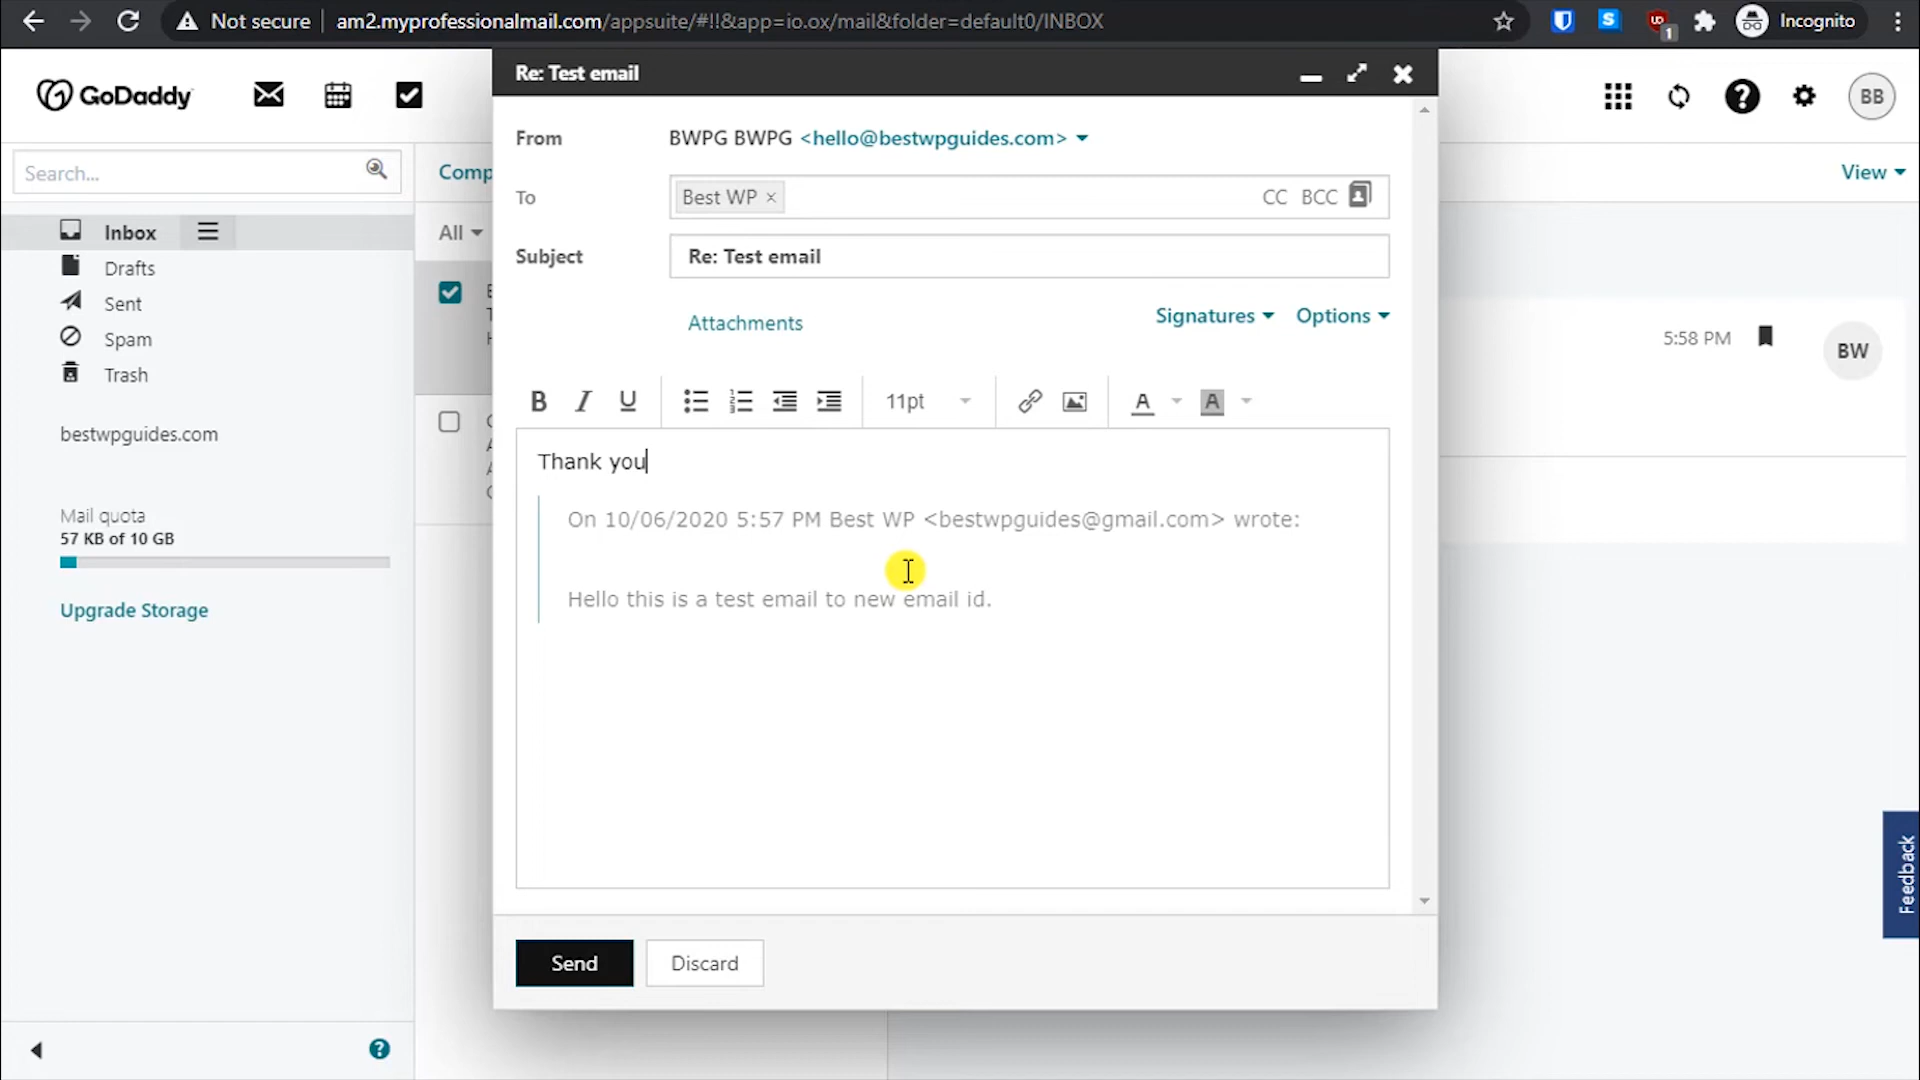 Not secure am2.myprofessionalmail.com/appsuite/#!!&app=io.ox/mail&folder=default0/INBOX
S UD 1 Incognito
GoDaddy
Re: Test email
BB
Search...
Comp
From BWPG BWPG <hello@bestwpguides.com>
View
To Best WP × CC BCC
Inbox
All
Subject Re: Test email
Drafts
Sent
Attachments Signatures Options
Spam
5:58 PM BW
Trash
B I U 11pt A A
bestwpguides.com
Thank you
Mail quota
57 KB of 10 GB
On 10/06/2020 5:57 PM Best WP <bestwpguides@gmail.com> wrote:
Hello this is a test email to new email id.
Upgrade Storage
Feedback
Send Discard